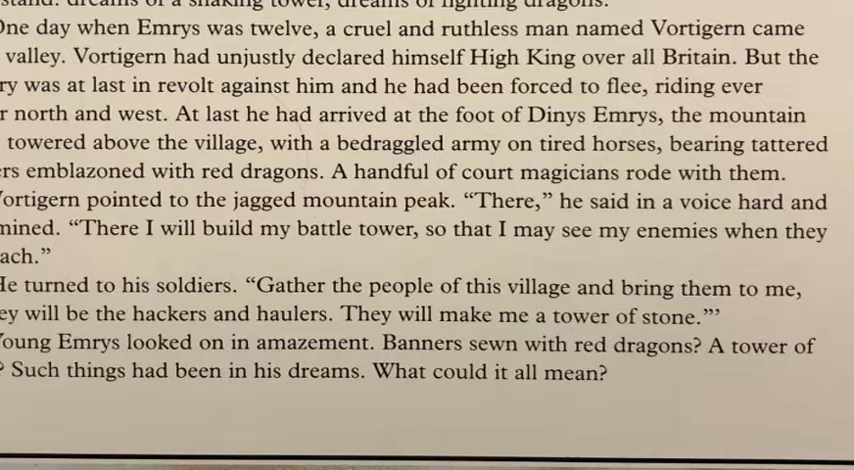 dreams of a shaking tower, dreams of fighting dragons.
One day when Emrys was twelve, a cruel and ruthless man named Vortigern came
valley. Vortigern had unjustly declared himself High King over all Britain. But the
ry was at last in revolt against him and he had been forced to flee, riding ever
r north and west. At last he had arrived at the foot of Dinys Emrys, the mountain
towered above the village, with a bedraggled army on tired horses, bearing tattered
ers emblazoned with red dragons. A handful of court magicians rode with them.
Vortigern pointed to the jagged mountain peak. “There,” he said in a voice hard and
mined. “There I will build my battle tower, so that I may see my enemies when they
ach.”
He turned to his soldiers. “Gather the people of this village and bring them to me,
ey will be the hackers and haulers. They will make me a tower of stone.”’
Young Emrys looked on in amazement. Banners sewn with red dragons? A tower of
? Such things had been in his dreams. What could it all mean?